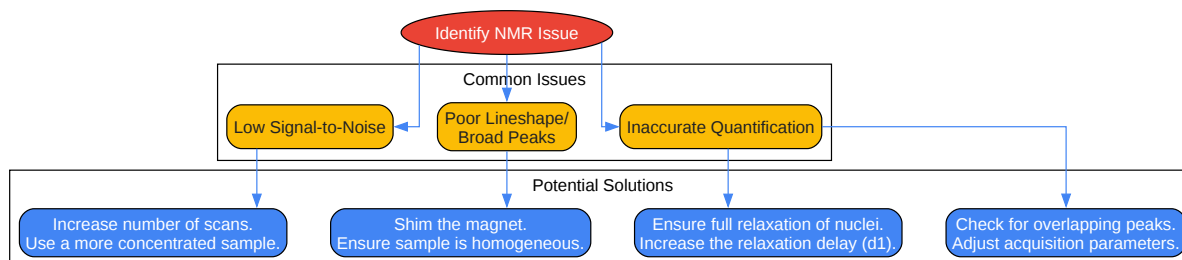 Identify NMR Issue
Common Issues
Low Signal-to-Noise
Poor Lineshape/
Broad Peaks
Inaccurate Quantification
Potential Solutions
Increase number of scans.
Use a more concentrated sample.
Shim the magnet.
Ensure sample is homogeneous.
Ensure full relaxation of nuclei.
Increase the relaxation delay (d1).
Check for overlapping peaks.
Adjust acquisition parameters.